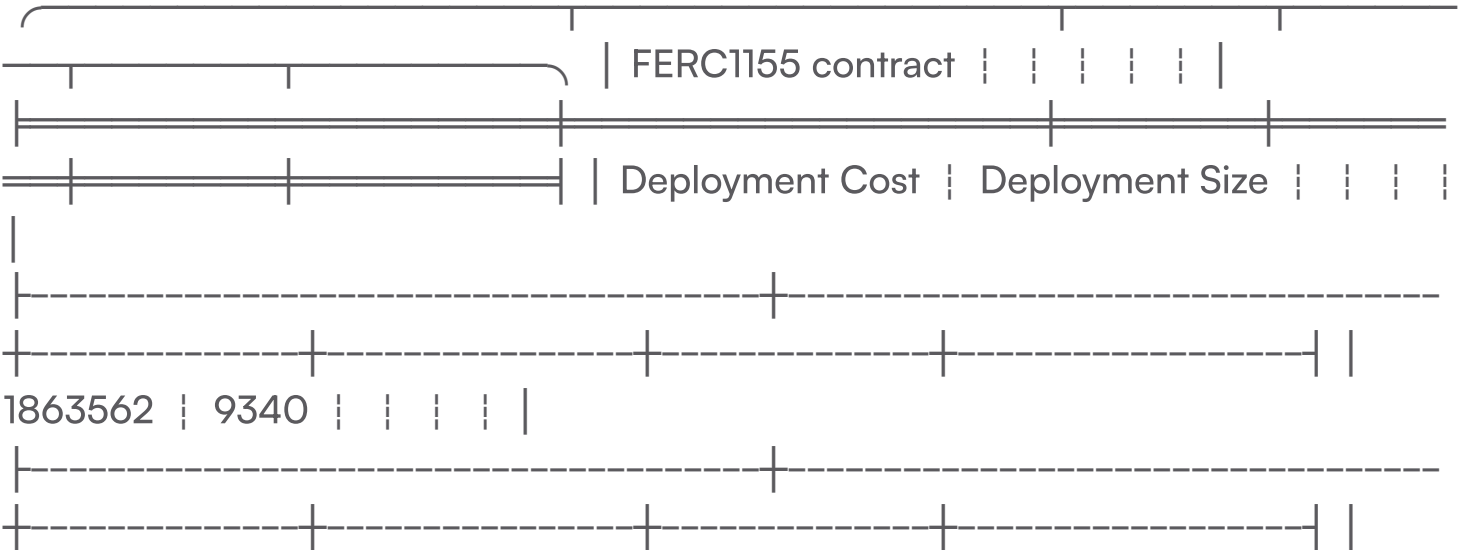 | FERC1155 contract ┆ ┆ ┆ ┆ ┆ |
| Deployment Cost ┆ Deployment Size ┆ ┆ ┆ ┆
|
1863562 ┆ 9340 ┆ ┆ ┆ ┆ |